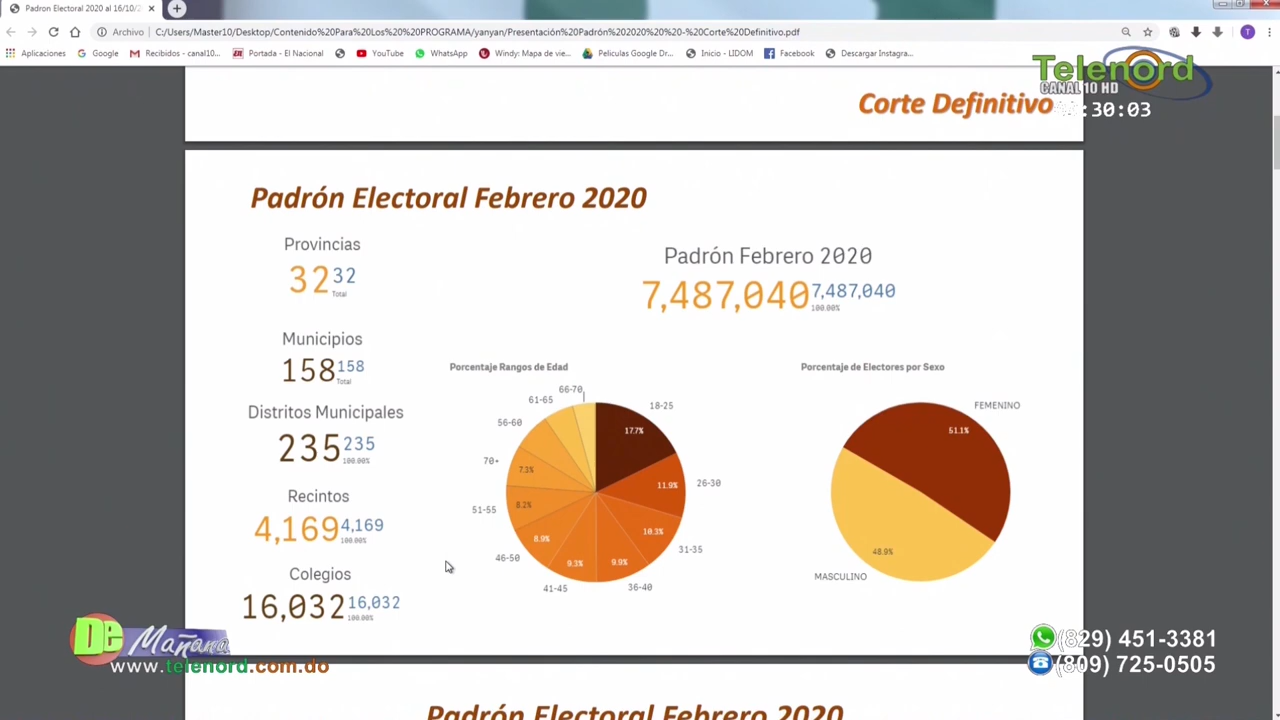 Padron Electoral 2020 al 16/10/2
Archivo
C:/Users/Master10/Desktop/Contenido%20Para%20Los%20%20PROGRAMA/yanyan/Presentación%20Padrón%202020%20%20-%20Corte%20Definitivo.pdf
Aplicaciones
Google
Recibidos - canal10...
Portada - El Nacional
YouTube
WhatsApp
Windy: Mapa de vie...
Peliculas Google Dr...
Inicio - LIDOM
Facebook
Descargar Instagra...
Telenord
CANAL 10 HD
:30:03
Corte Definitivo
Padrón Electoral Febrero 2020
Provincias
32 32
Total
Municipios
158 158
Total
Distritos Municipales
235 235
100.00%
Recintos
4,169 4,169
100.00%
Colegios
16,032 16,032
100.00%
Padrón Febrero 2020
7,487,040 7,487,040
100.00%
Porcentaje Rangos de Edad
66-70
18-25
17.7%
26-30
11.9%
31-35
10.3%
36-40
9.9%
41-45
9.3%
46-50
8.9%
51-55
8.2%
70+
7.3%
56-60
61-65
Porcentaje de Electores por Sexo
FEMENINO
51.1%
48.9%
MASCULINO
De Mañana
www.telenord.com.do
(829) 451-3381
(809) 725-0505
Padrón Electoral Febrero 2020